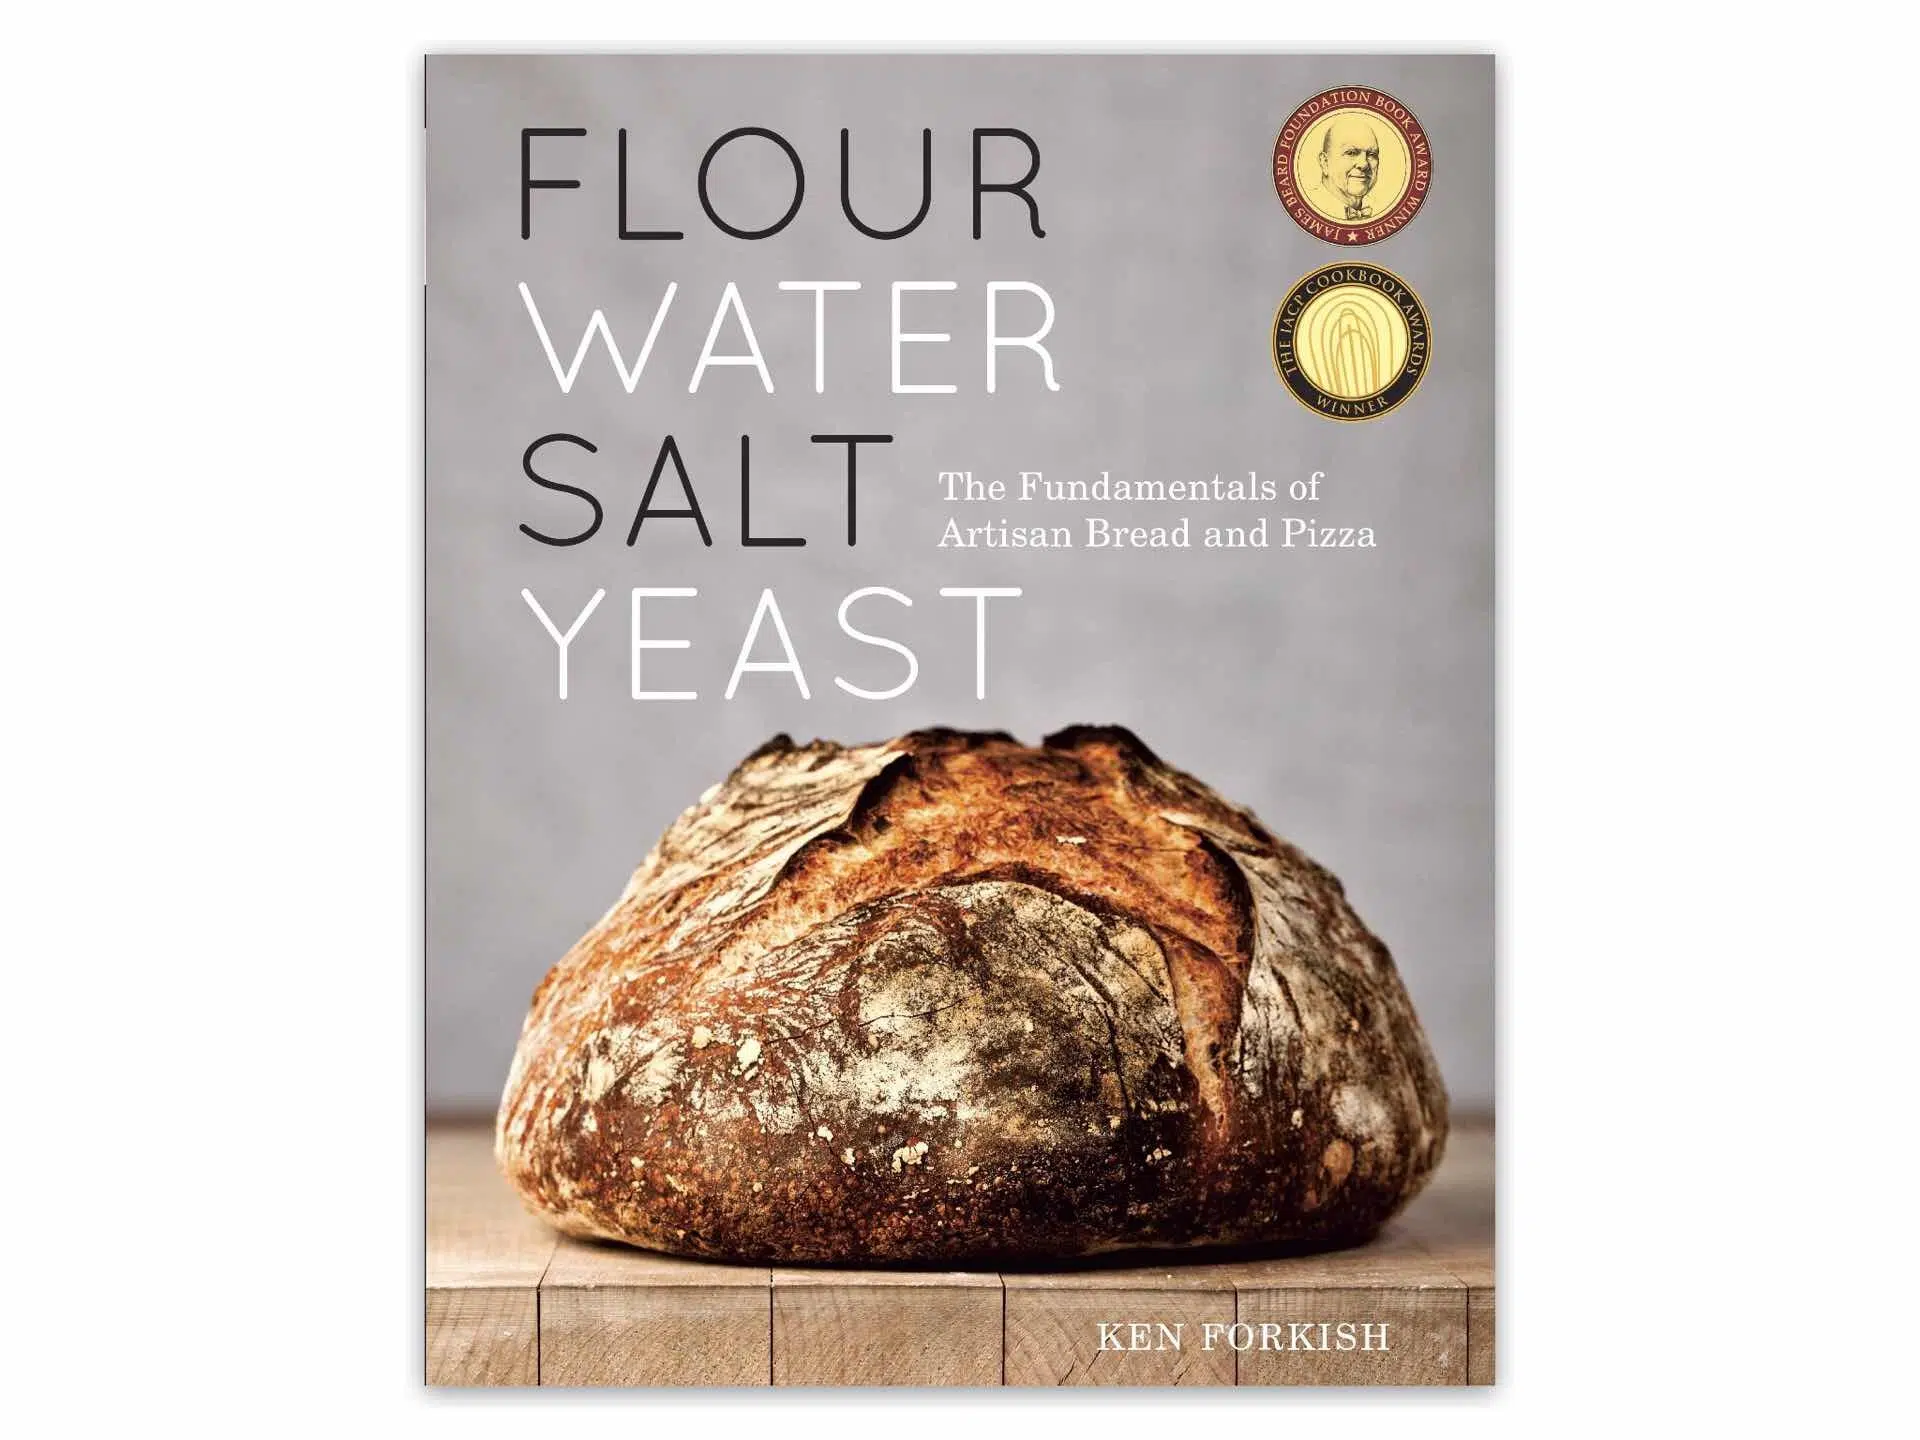 FLOUR
WATER
SALT
YEAST
The Fundamentals of
Artisan Bread and Pizza
JAMES BEARD FOUNDATION BOOK AWARD WINNER
THE IACP COOKBOOK AWARDS
WINNER
KEN FORKISH